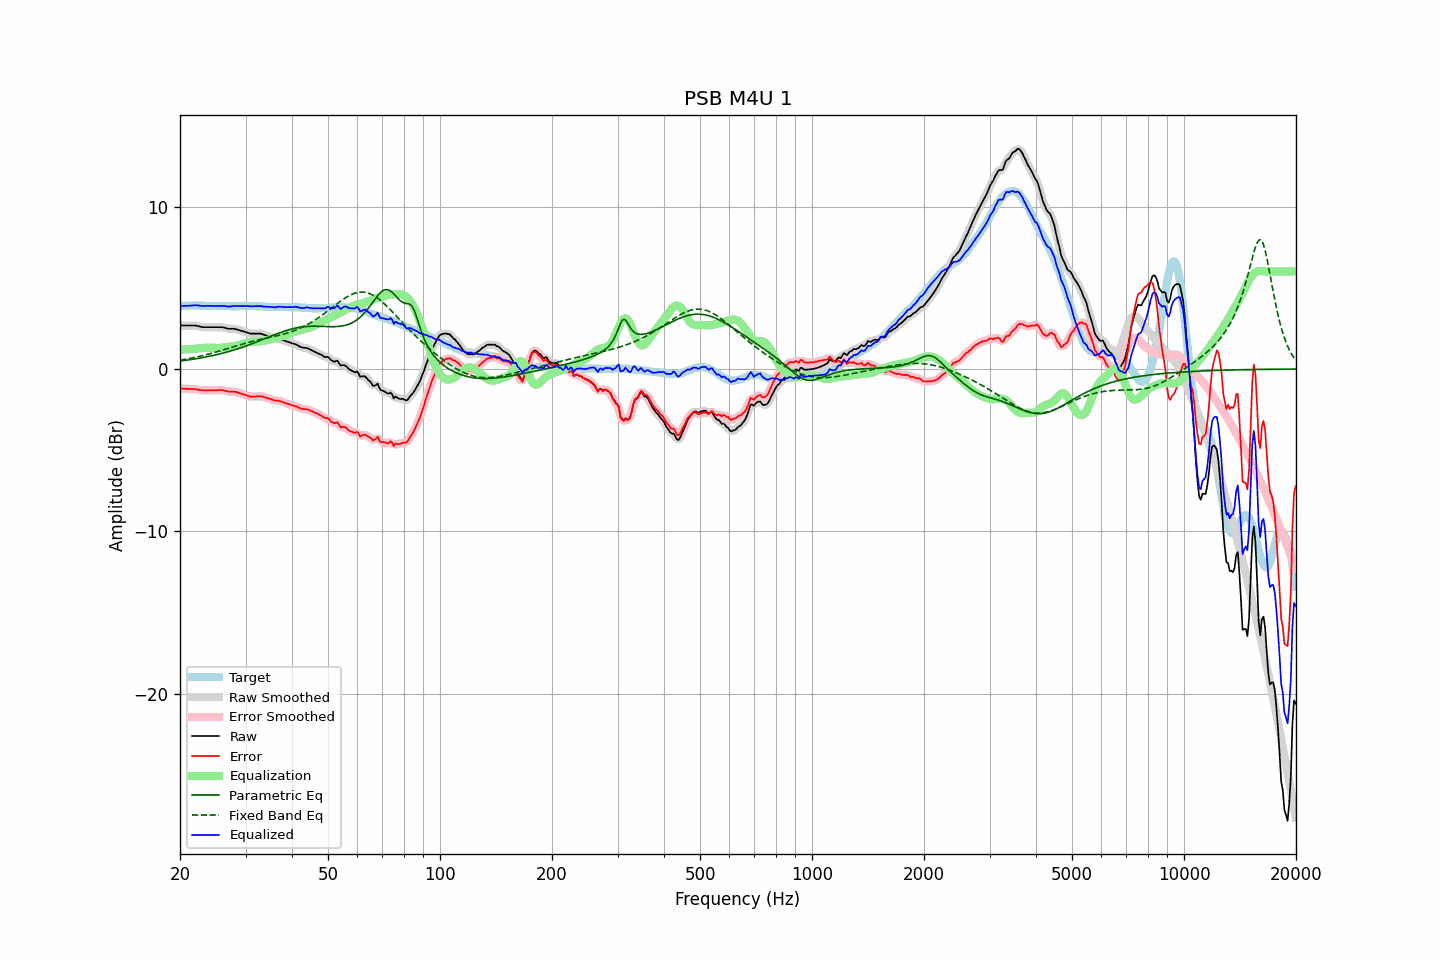 PSB M4U 1
Amplitude (dBr)
10
0
−10
−20
Target
Raw Smoothed
Error Smoothed
Raw
Error
Equalization
Parametric Eq
Fixed Band Eq
Equalized
20 50 100 200 500 1000 2000 5000 10000 20000
Frequency (Hz)